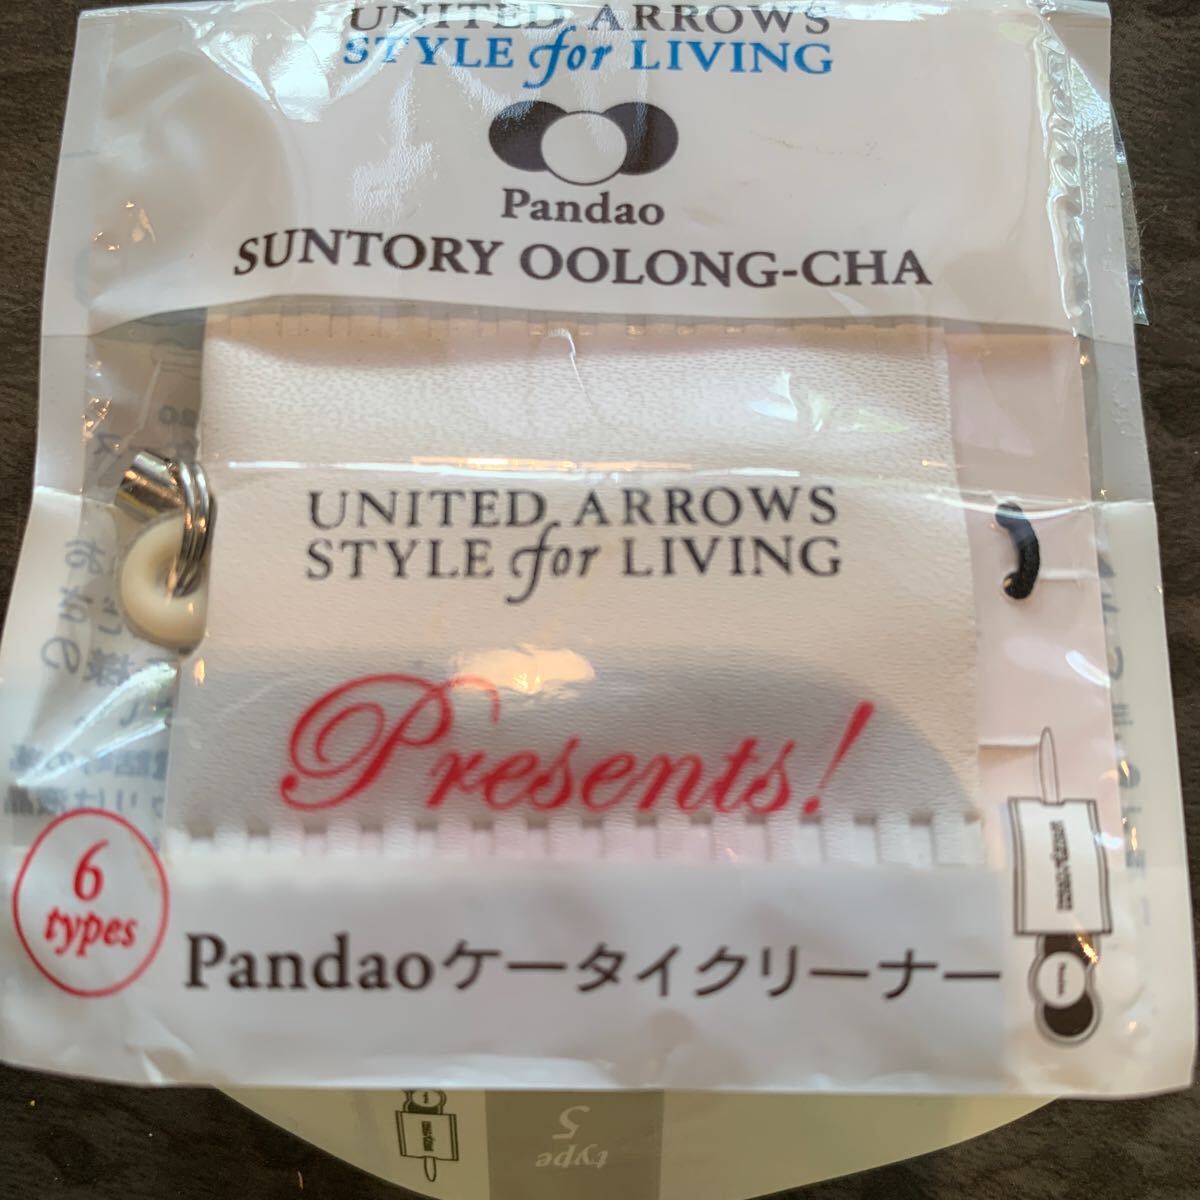 UNITED ARROWS
STYLE for LIVING
Pandao
SUNTORY OOLONG-CHA
UNITED ARROWS
STYLE for LIVING
Presents!
6
types
Pandaoケータイクリーナー
type
5